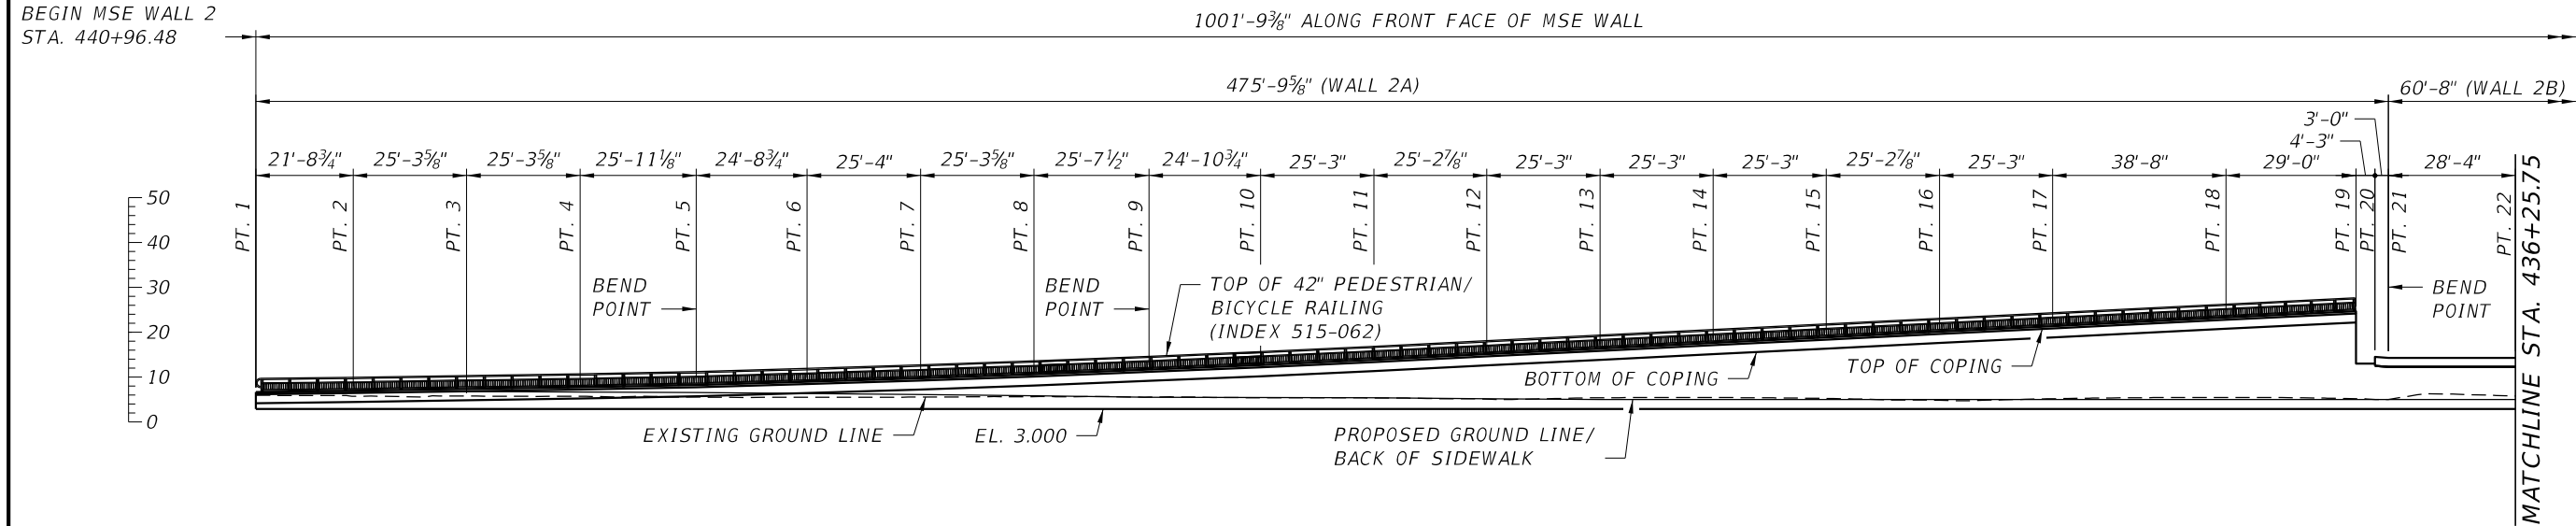 BEGIN MSE WALL 2
STA. 440+96.48
1001'-9⅜" ALONG FRONT FACE OF MSE WALL
475'-9⅝" (WALL 2A)
60'-8" (WALL 2B)
3'-0"
4'-3"
21'-8¾"
25'-3⅝"
25'-3⅝"
25'-11⅛"
24'-8¾"
25'-4"
25'-3⅝"
25'-7½"
24'-10¾"
25'-3"
25'-2⅞"
25'-3"
25'-3"
25'-3"
25'-2⅞"
25'-3"
38'-8"
29'-0"
28'-4"
50
40
30
20
10
0
PT. 1
PT. 2
PT. 3
PT. 4
PT. 5
PT. 6
PT. 7
PT. 8
PT. 9
PT. 10
PT. 11
PT. 12
PT. 13
PT. 14
PT. 15
PT. 16
PT. 17
PT. 18
PT. 19
PT. 20
PT. 21
PT. 22
MATCHLINE STA. 436+25.75
BEND
POINT
BEND
POINT
TOP OF 42" PEDESTRIAN/
BICYCLE RAILING
(INDEX 515-062)
BEND
POINT
BOTTOM OF COPING
TOP OF COPING
EXISTING GROUND LINE
EL. 3.000
PROPOSED GROUND LINE/
BACK OF SIDEWALK